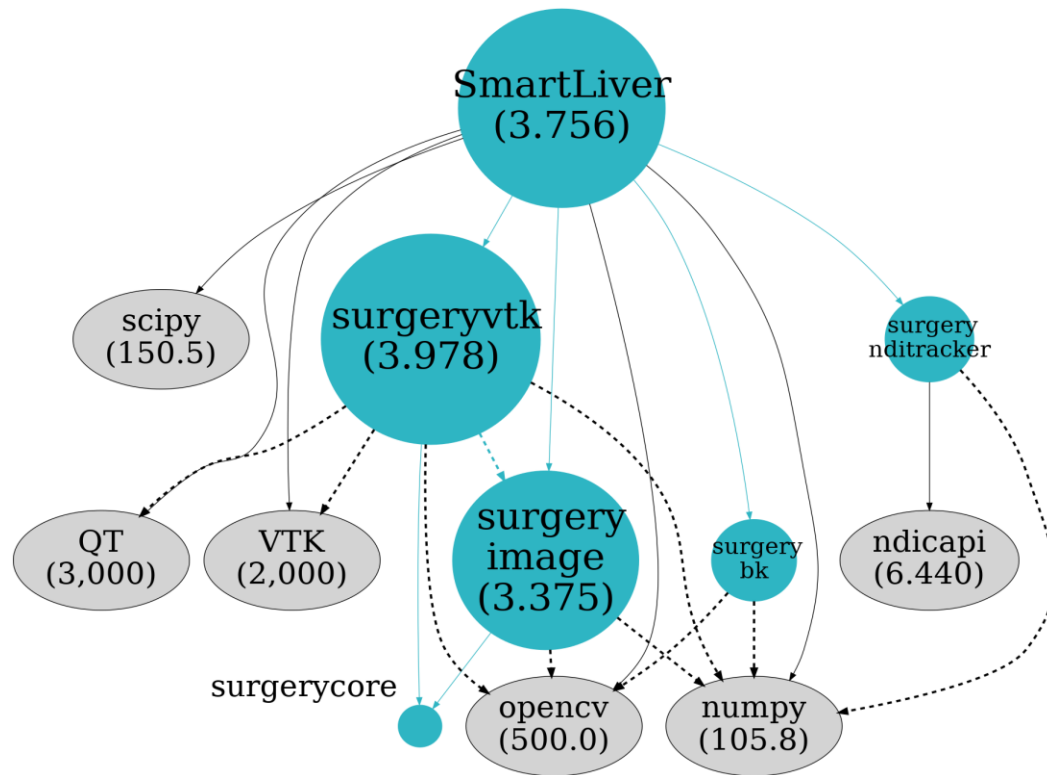 SmartLiver
(3.756)
surgeryvtk
(3.978)
scipy
(150.5)
surgery
nditracker
QT
(3,000)
VTK
(2,000)
surgery
image
(3.375)
surgery
bk
ndicapi
(6.440)
surgerycore
opencv
(500.0)
numpy
(105.8)